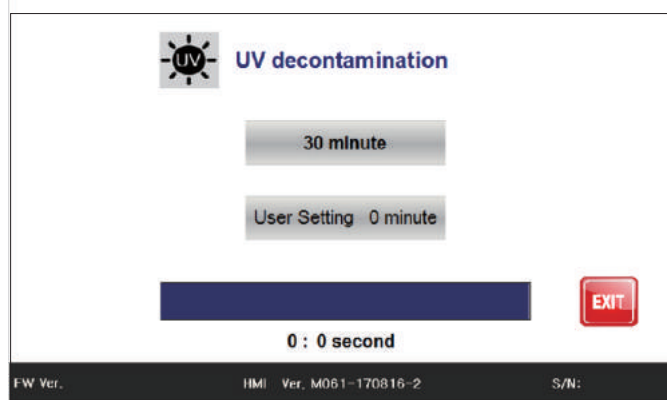 UV
UV decontamination
30 minute
User Setting 0 minute
EXIT
0 : 0 second
FW Ver. HMI Ver. M061-170816-2 S/N: